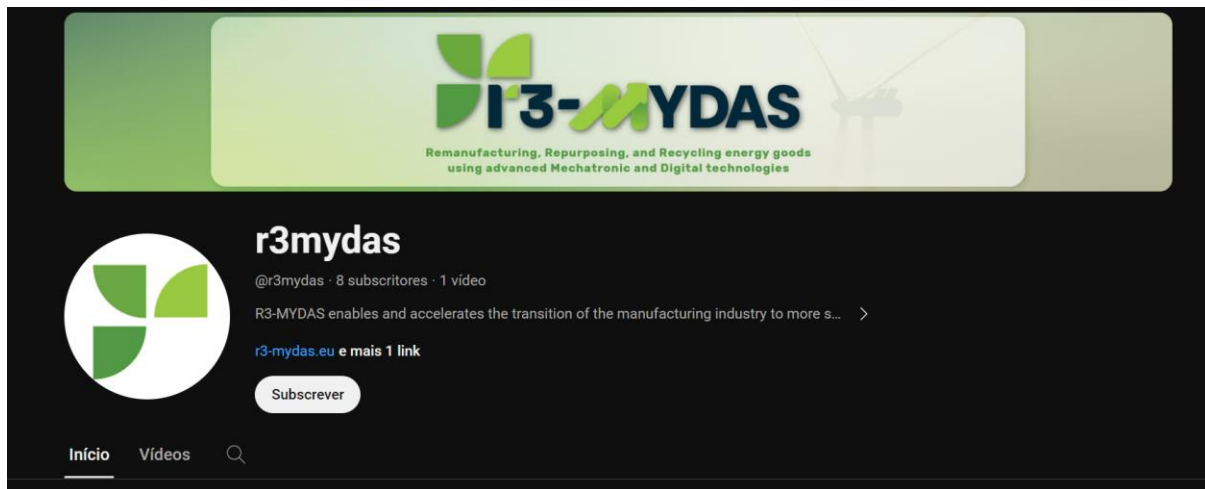 r3-MYDAS
Remanufacturing, Repurposing, and Recycling energy goods
using advanced Mechatronic and Digital technologies
r3mydas
@r3mydas · 8 subscritores · 1 vídeo
R3-MYDAS enables and accelerates the transition of the manufacturing industry to more s...
r3-mydas.eu e mais 1 link
Subscrever
Início Vídeos